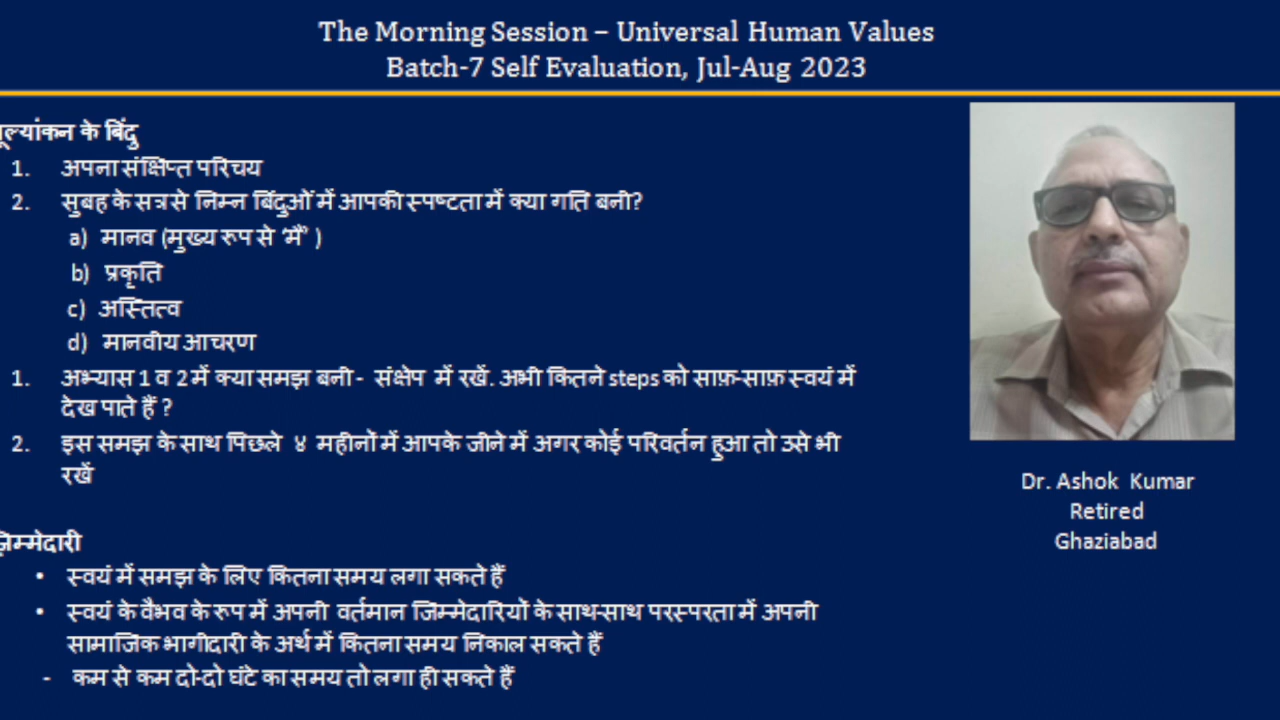 The Morning Session – Universal Human Values
Batch-7 Self Evaluation, Jul-Aug 2023
ूल्यांकन के बिंदु
1. अपना संक्षिप्त परिचय
2. सुबह के सत्र से निम्न बिंदुओं में आपकी स्पष्टता में क्या गति बनी?
a) मानव (मुख्य रूप से ‘मैं’ )
b) प्रकृति
c) अस्तित्व
d) मानवीय आचरण
1. अभ्यास 1 व 2 में क्या समझ बनी - संक्षेप में रखें. अभी कितने steps को साफ़-साफ़ स्वयं में
देख पाते हैं ?
2. इस समझ के साथ पिछले ४ महीनों में आपके जीने में अगर कोई परिवर्तन हुआ तो उसे भी
रखें
ज़िम्मेदारी
• स्वयं में समझ के लिए कितना समय लगा सकते हैं
• स्वयं के वैभव के रूप में अपनी वर्तमान जिम्मेदारियों के साथ-साथ परस्परता में अपनी
सामाजिक भागीदारी के अर्थ में कितना समय निकाल सकते हैं
- कम से कम दो-दो घंटे का समय तो लगा ही सकते हैं
Dr. Ashok Kumar
Retired
Ghaziabad